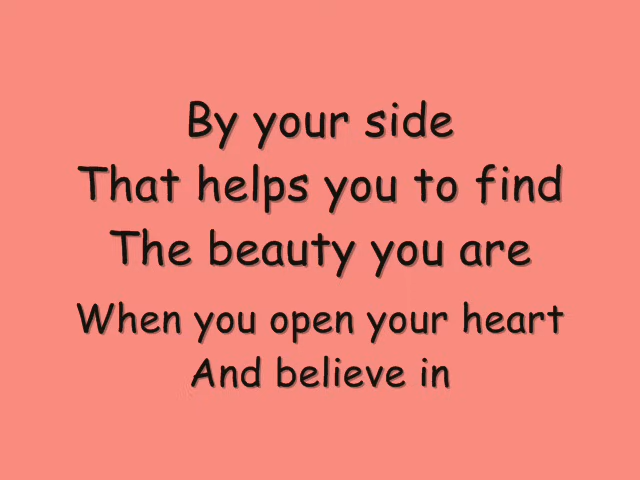 By your side
That helps you to find
The beauty you are
When you open your heart
And believe in